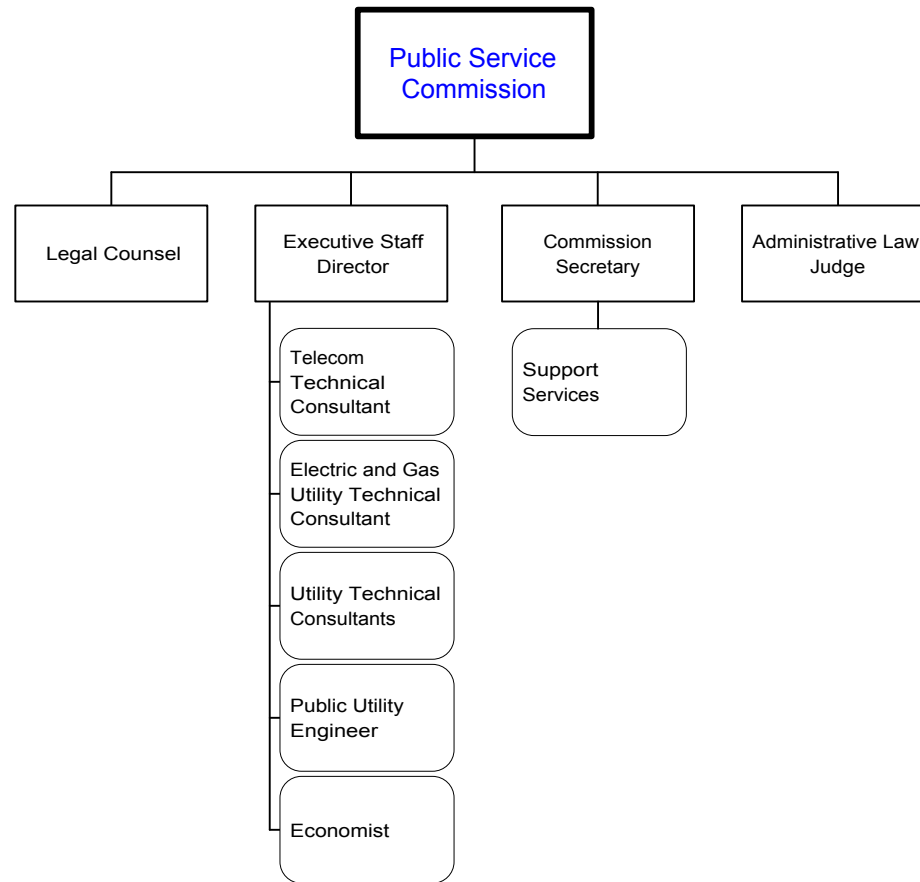 Public Service
Commission
Legal Counsel
Executive Staff
Director
Commission
Secretary
Administrative Law
Judge
Telecom
Technical
Consultant
Support
Services
Electric and Gas
Utility Technical
Consultant
Utility Technical
Consultants
Public Utility
Engineer
Economist